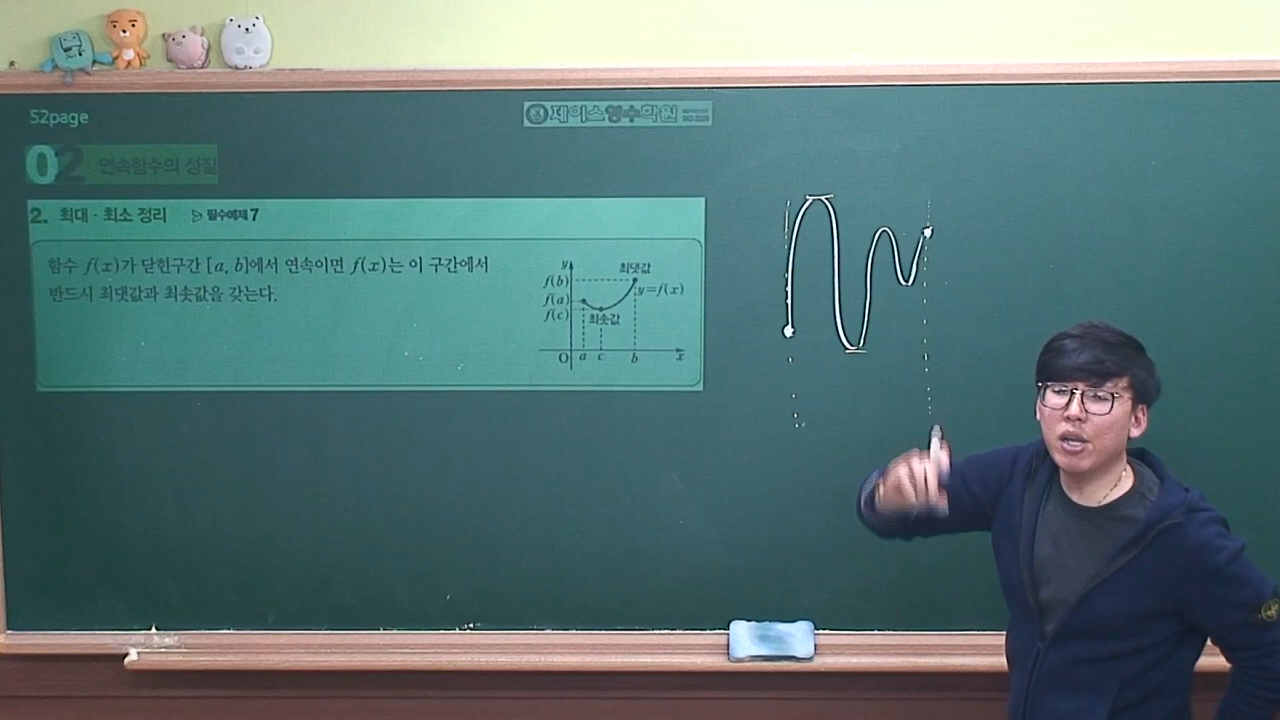 52page
제이스영수학원
02 연속함수의 성질
2. 최대·최소 정리 ▷ 필수예제 7
함수 f(x)가 닫힌구간 [a, b]에서 연속이면 f(x)는 이 구간에서
반드시 최댓값과 최솟값을 갖는다.
y
최댓값
f(b)
y=f(x)
f(a)
f(c)
최솟값
O a c b x